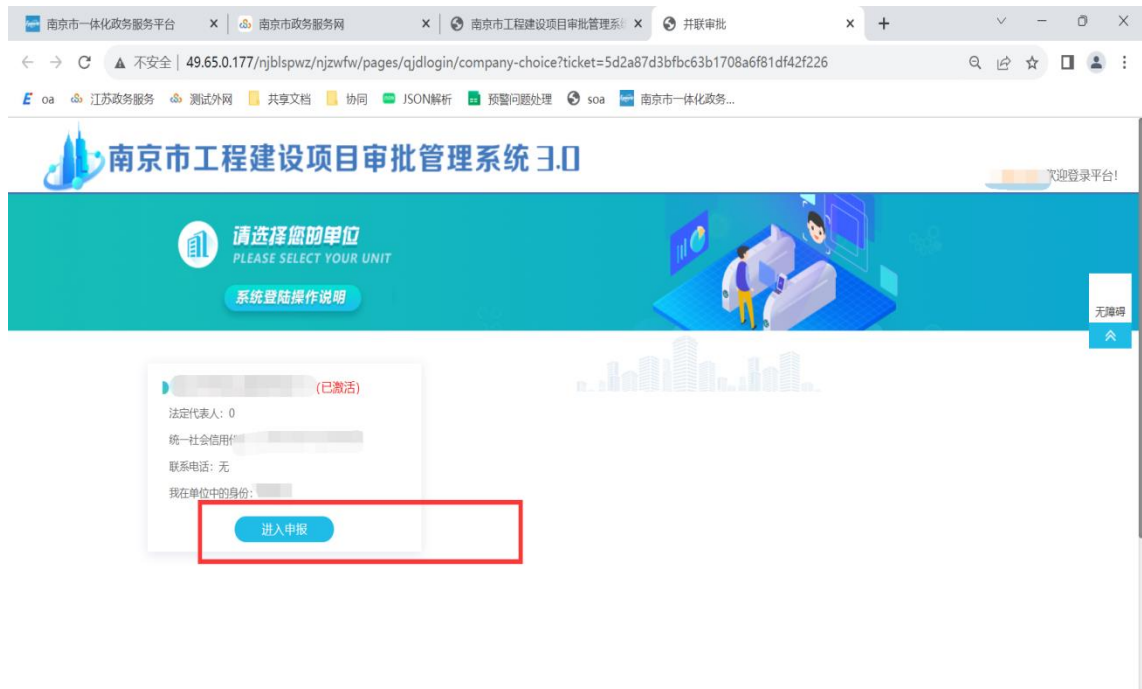 南京市一体化政务服务平台
南京市政务服务网
南京市工程建设项目审批管理系
并联审批
不安全 | 49.65.0.177/njblspwz/njzwfw/pages/qjdlogin/company-choice?ticket=5d2a87d3bfbc63b1708a6f81df42f226
oa 江苏政务服务 测试外网 共享文档 协同 JSON解析 预警问题处理 soa 南京市一体化政务...
南京市工程建设项目审批管理系统 3.0
欢迎登录平台!
请选择您的单位
PLEASE SELECT YOUR UNIT
系统登陆操作说明
无障碍
(已激活)
法定代表人: 0
统一社会信用
联系电话: 无
我在单位中的身份:
进入申报